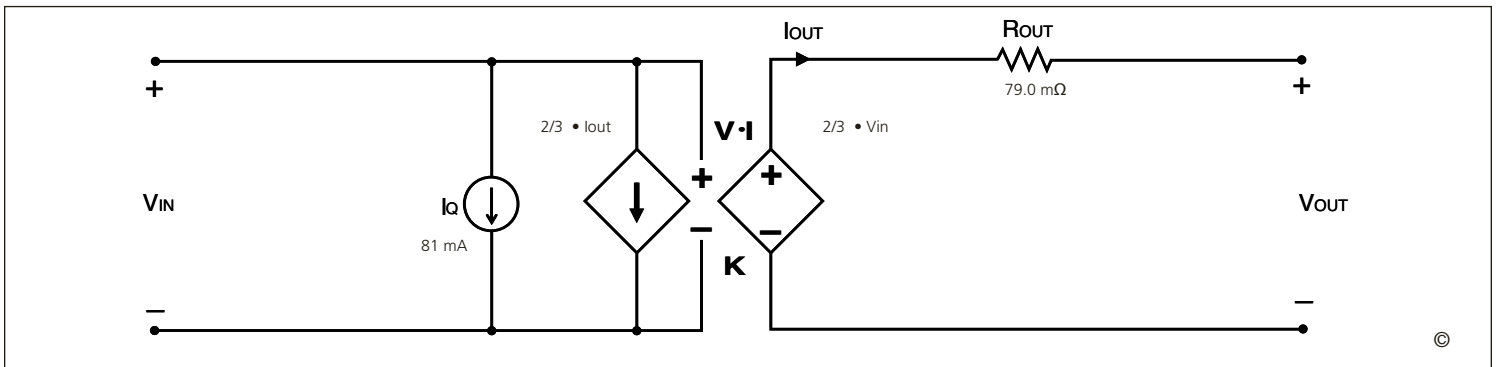 IOUT
ROUT
+
79.0 mΩ
+
2/3 • Iout
V•I
2/3 • Vin
+
+
VIN
IQ
VOUT
81 mA
–
–
K
–
–
©